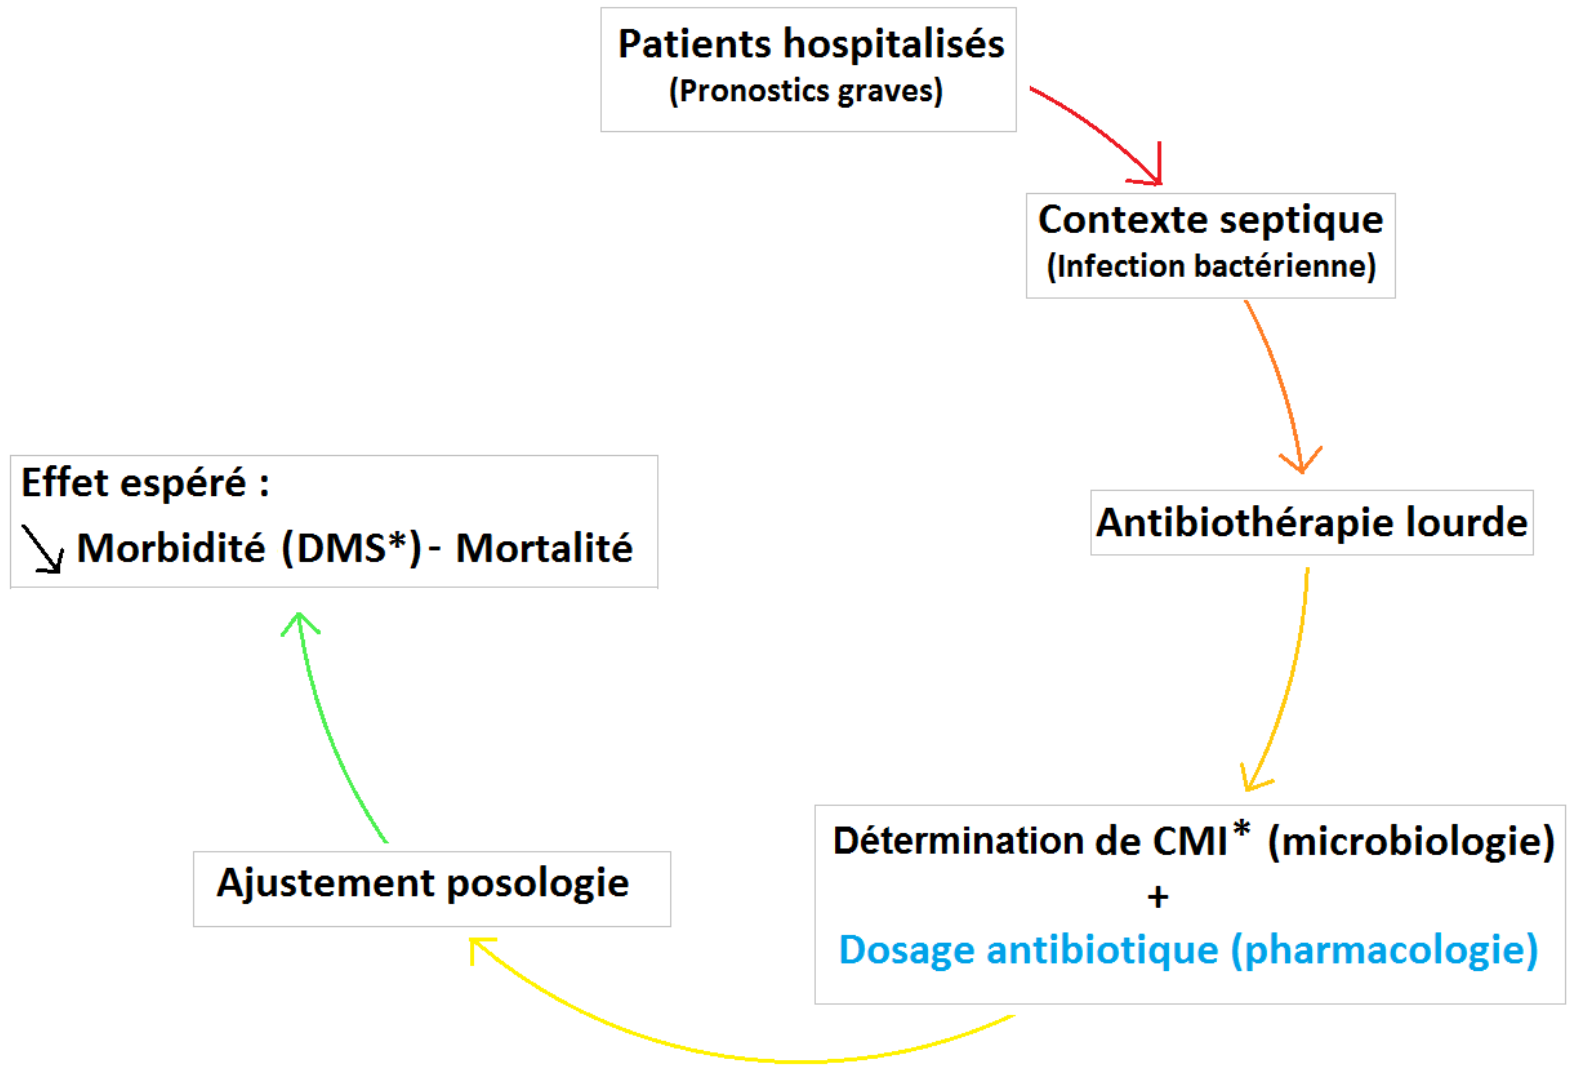 Patients hospitalisés
(Pronostics graves)
Contexte septique
(Infection bactérienne)
Antibiothérapie lourde
Détermination de CMI* (microbiologie)
+
Dosage antibiotique (pharmacologie)
Ajustement posologie
Effet espéré :
Morbidité (DMS*) - Mortalité